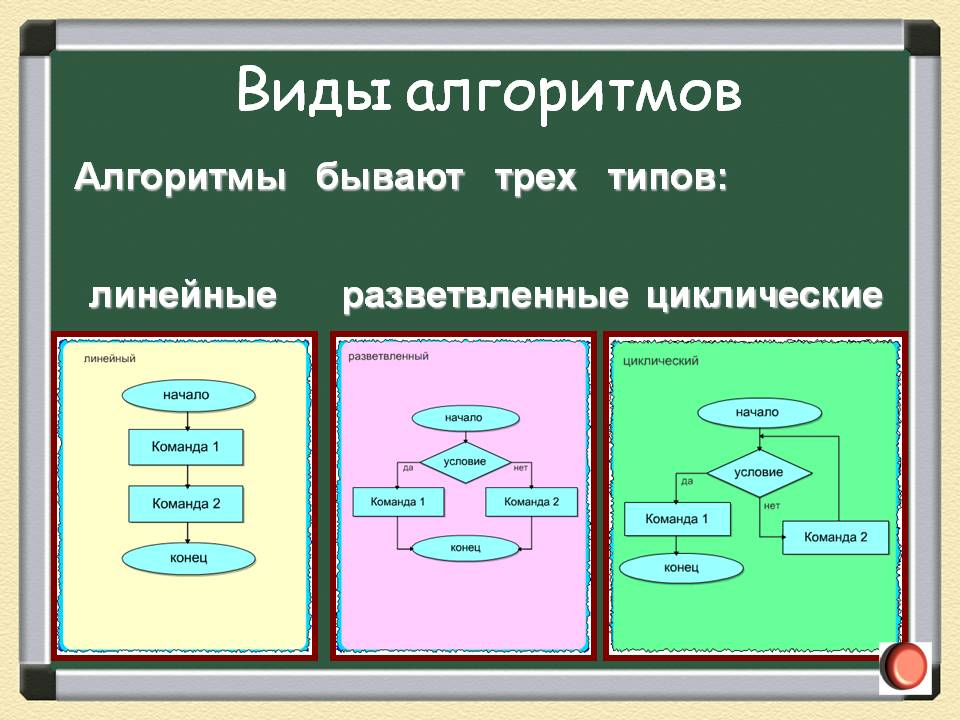 Виды алгоритмов
Алгоритмы бывают трех типов:
линейные разветвленные циклические
линейный
начало
Команда 1
Команда 2
конец
разветвленный
начало
условие
да нет
Команда 1 Команда 2
конец
циклический
начало
условие
да
нет
Команда 1
Команда 2
конец